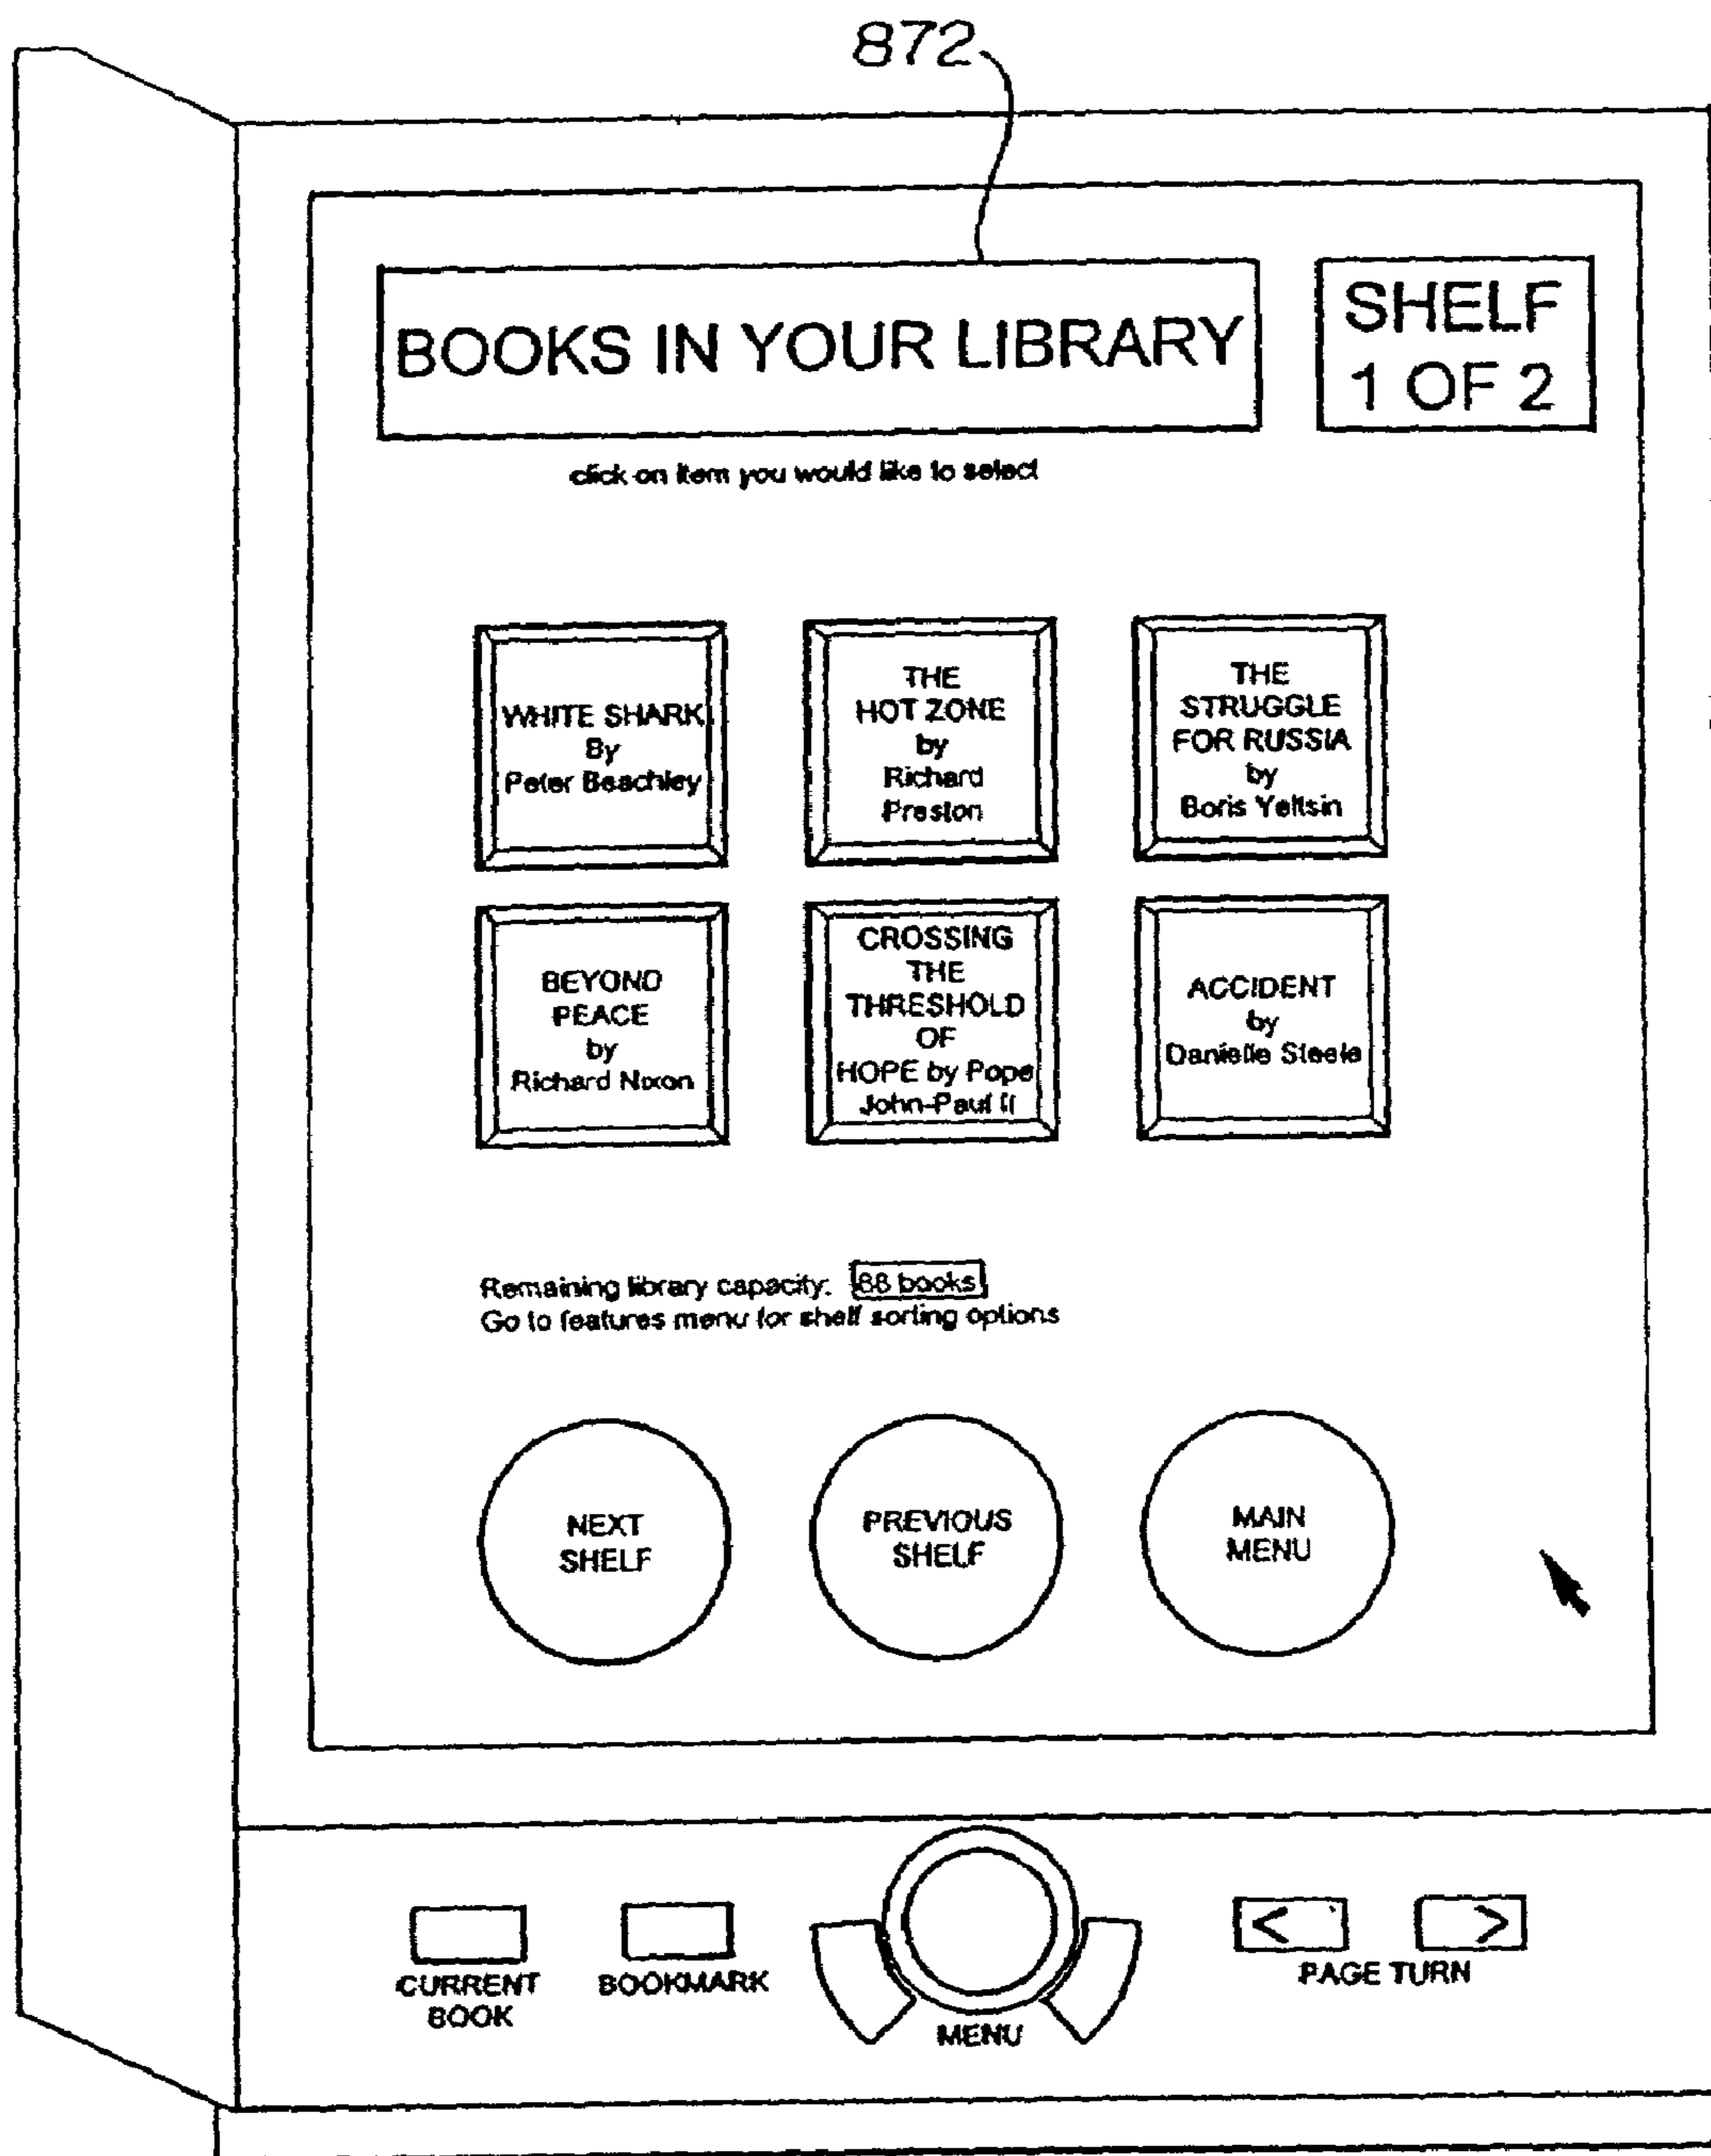 872
BOOKS IN YOUR LIBRARY
SHELF
1 OF 2
click on item you would like to select
WHITE SHARK
By
Peter Beachley
THE
HOT ZONE
by
Richard
Preston
THE
STRUGGLE
FOR RUSSIA
by
Boris Yeltsin
BEYOND
PEACE
by
Richard Nixon
CROSSING
THE
THRESHOLD
OF
HOPE by Pope
John-Paul II
ACCIDENT
by
Danielle Steele
Remaining library capacity: 88 books
Go to features menu for shelf sorting options
NEXT
SHELF
PREVIOUS
SHELF
MAIN
MENU
CURRENT
BOOK
BOOKMARK
MENU
< >
PAGE TURN